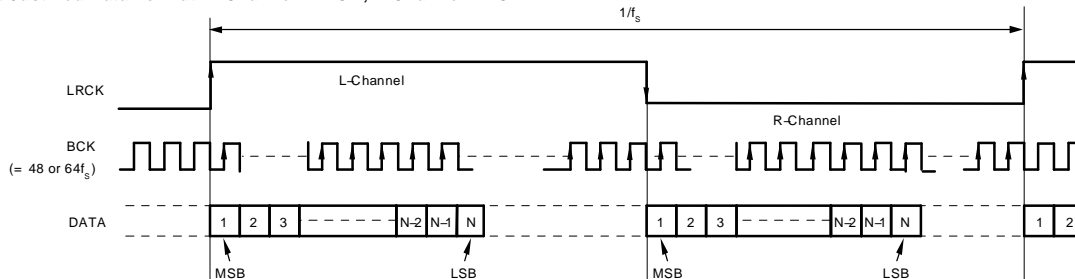 1/fs
L-Channel
LRCK
R-Channel
BCK
(= 48 or 64fs)
DATA
1 2 3 N–2 N–1 N 1 2 3 N–2 N–1 N 1 2
MSB LSB MSB LSB